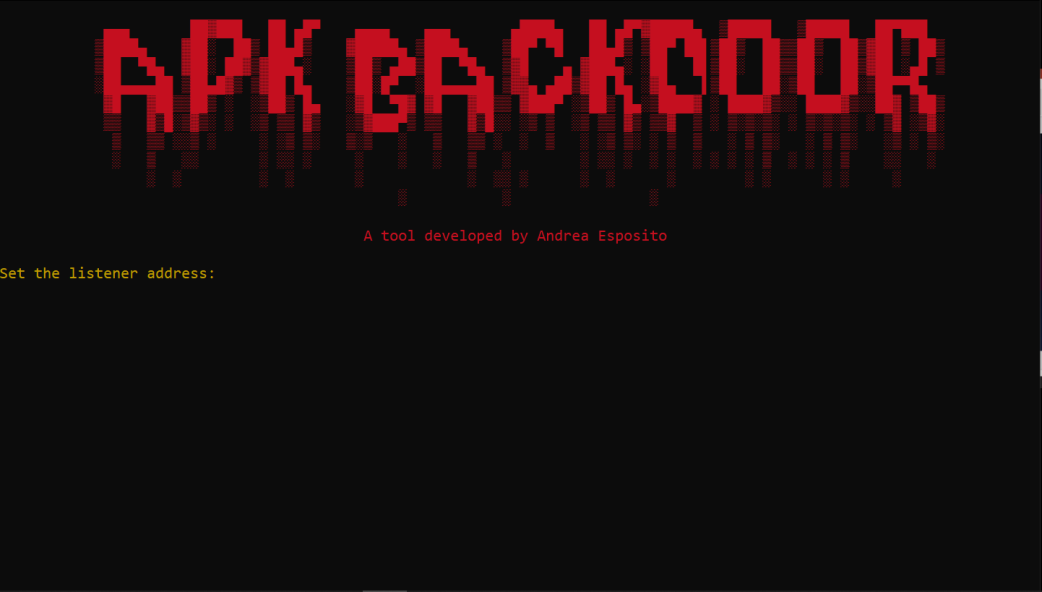 APK BACKDOOR
A tool developed by Andrea Esposito
Set the listener address: